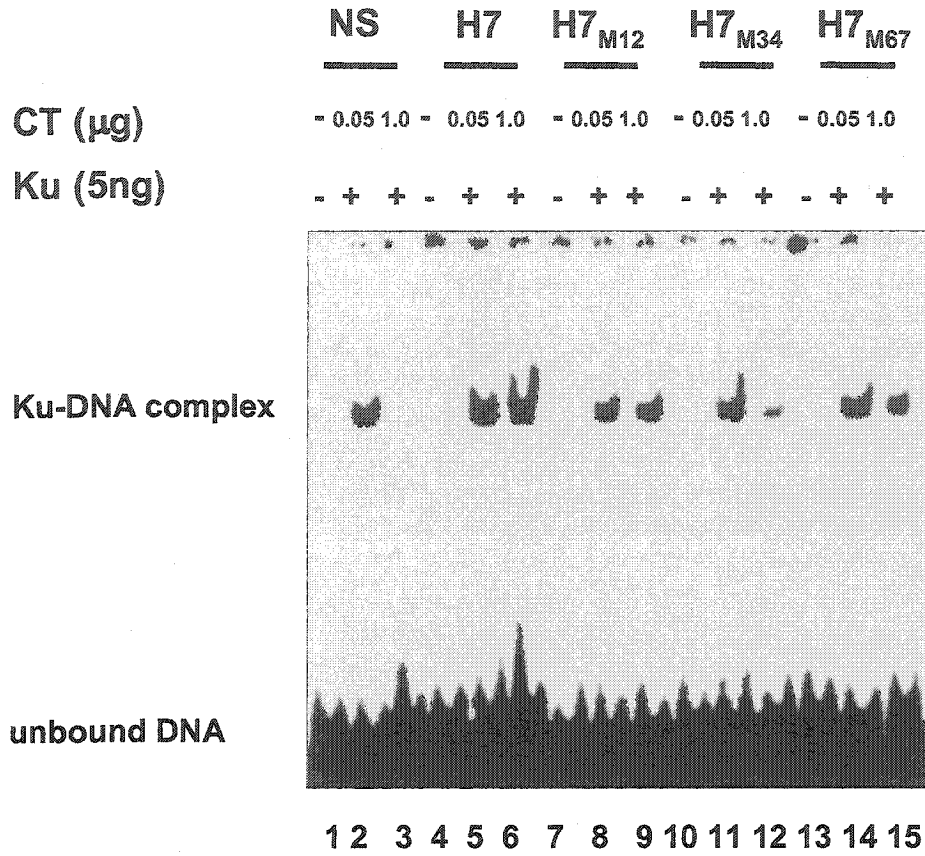 NS H7 H7M12 H7M34 H7M67
CT (µg) - 0.05 1.0 - 0.05 1.0 - 0.05 1.0 - 0.05 1.0 - 0.05 1.0
Ku (5ng) - + + - + + - + + - + + - + +
Ku-DNA complex
unbound DNA
1 2 3 4 5 6 7 8 9 10 11 12 13 14 15